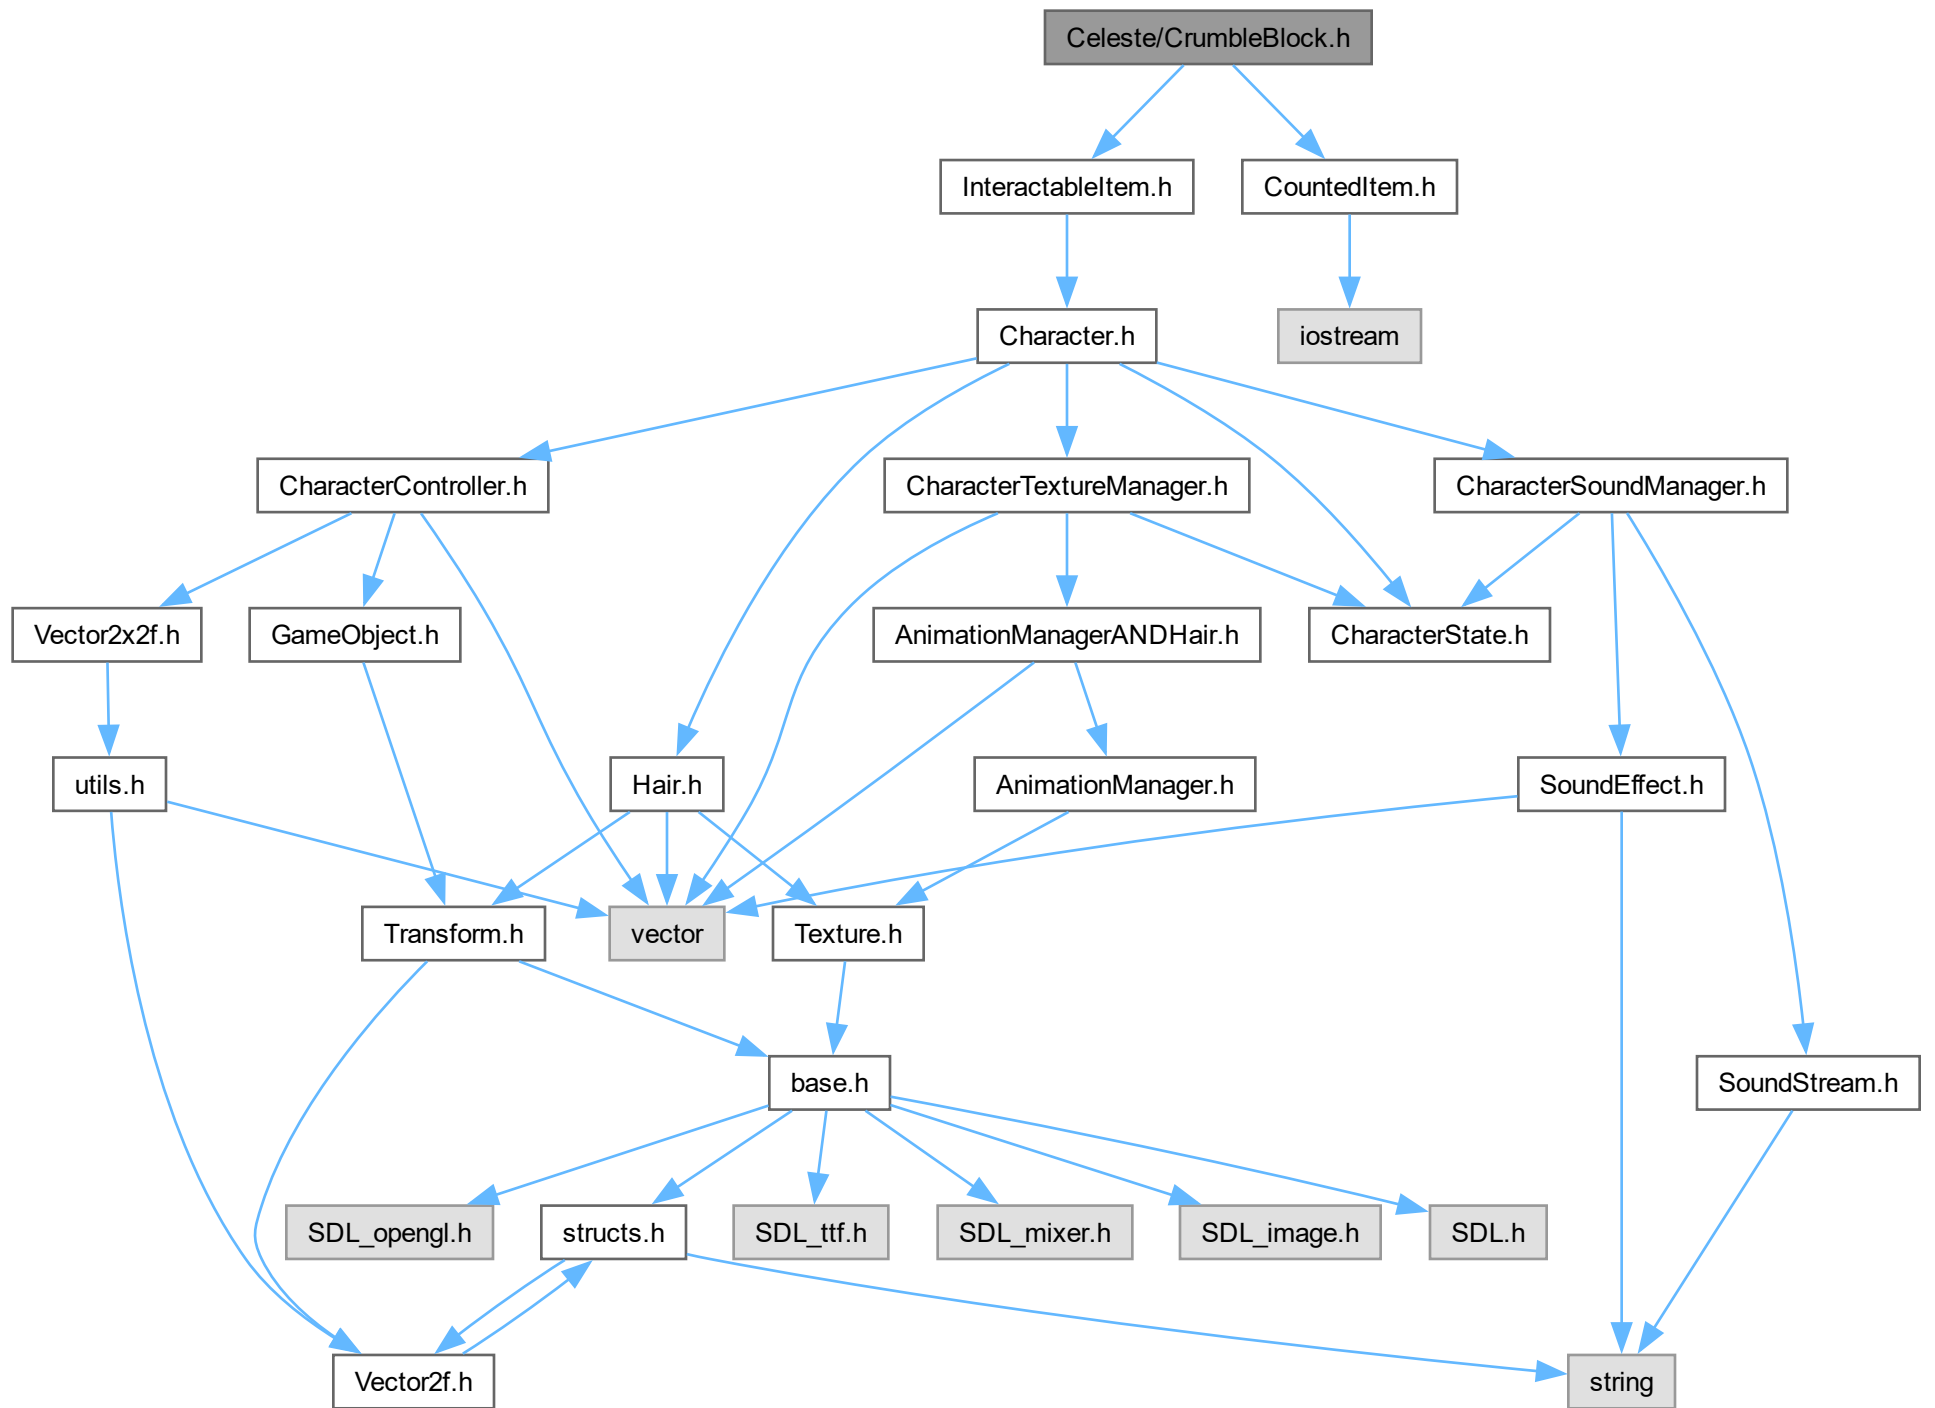 Celeste/CrumbleBlock.h
InteractableItem.h
CountedItem.h
Character.h
iostream
CharacterController.h
CharacterTextureManager.h
CharacterSoundManager.h
Vector2x2f.h
GameObject.h
AnimationManagerANDHair.h
CharacterState.h
utils.h
Hair.h
AnimationManager.h
SoundEffect.h
Transform.h
vector
Texture.h
base.h
SoundStream.h
SDL_opengl.h
structs.h
SDL_ttf.h
SDL_mixer.h
SDL_image.h
SDL.h
Vector2f.h
string